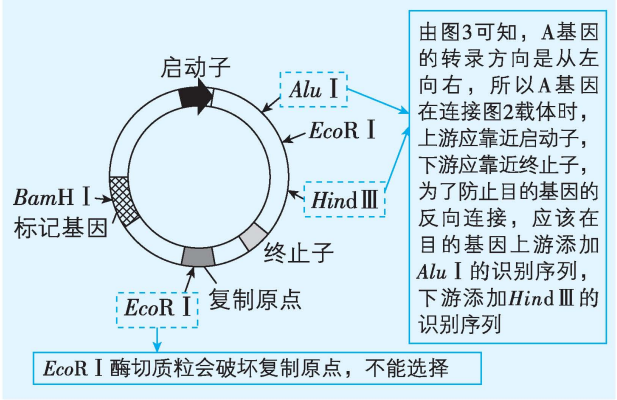 启动子
AluⅠ
EcoRⅠ
HindⅢ
BamHⅠ
标记基因
终止子
EcoRⅠ
复制原点
EcoRⅠ酶切质粒会破坏复制原点，不能选择
由图3可知，A基因
的转录方向是从左
向右，所以A基因
在连接图2载体时，
上游应靠近启动子，
下游应靠近终止子，
为了防止目的基因的
反向连接，应该在
目的基因上游添加
AluⅠ的识别序列，
下游添加HindⅢ的
识别序列